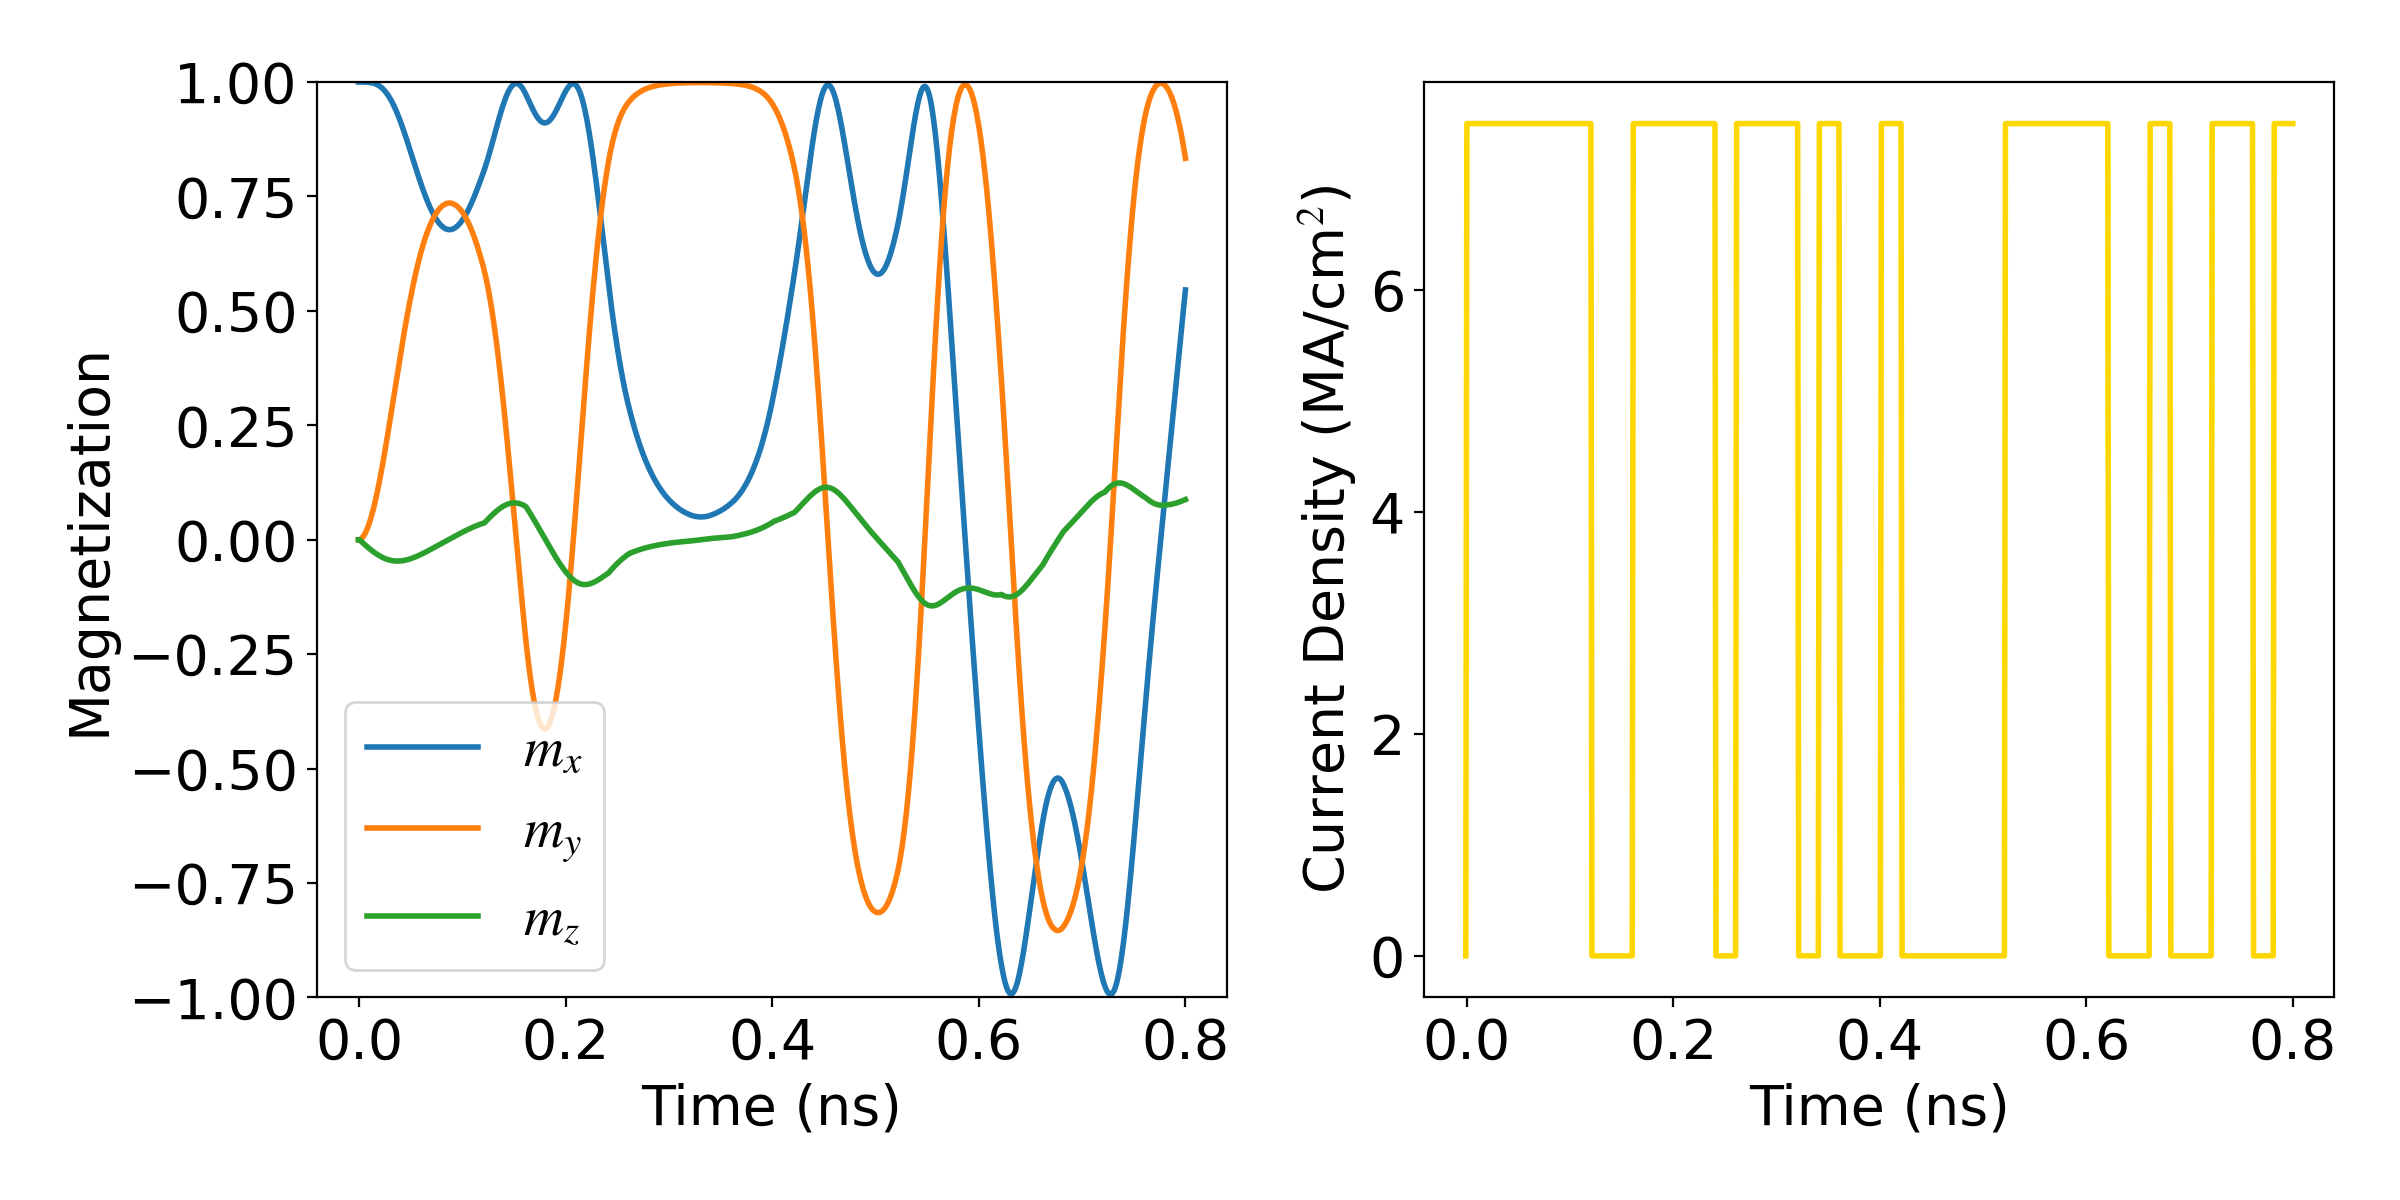 Magnetization
1.00
0.75
0.50
0.25
0.00
−0.25
−0.50
−0.75
−1.00
m_x
m_y
m_z
0.0 0.2 0.4 0.6 0.8
Time (ns)
Current Density (MA/cm²)
6
4
2
0
0.0 0.2 0.4 0.6 0.8
Time (ns)